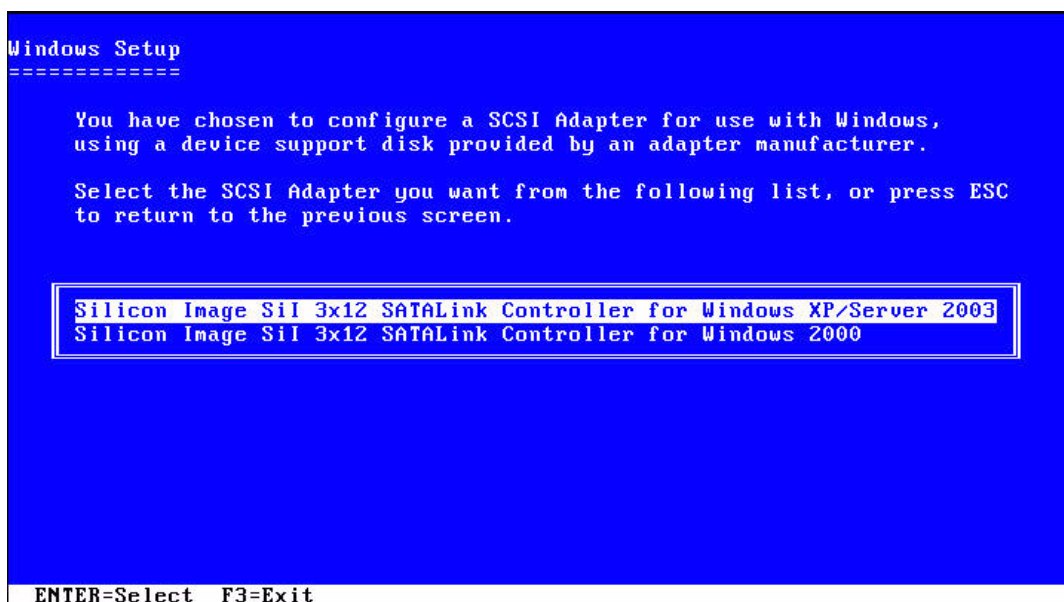 Windows Setup
=============
You have chosen to configure a SCSI Adapter for use with Windows,
using a device support disk provided by an adapter manufacturer.
Select the SCSI Adapter you want from the following list, or press ESC
to return to the previous screen.
Silicon Image SiI 3x12 SATALink Controller for Windows XP/Server 2003
Silicon Image SiI 3x12 SATALink Controller for Windows 2000
ENTER=Select F3=Exit